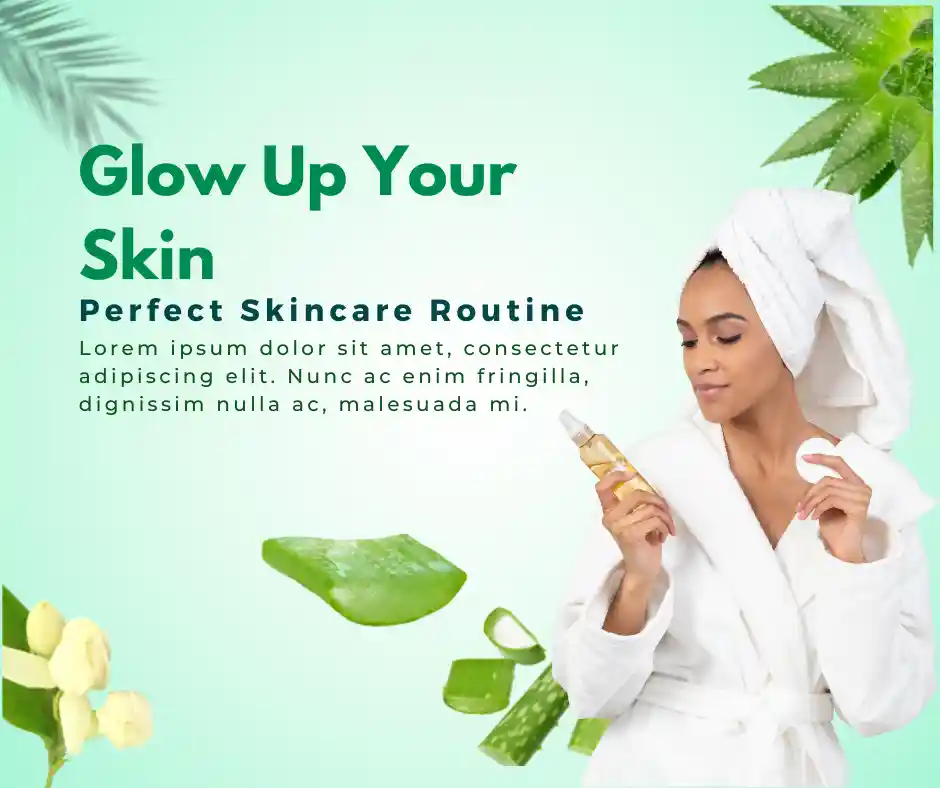 Glow Up Your
Skin
Perfect Skincare Routine
Lorem ipsum dolor sit amet, consectetur
adipiscing elit. Nunc ac enim fringilla,
dignissim nulla ac, malesuada mi.